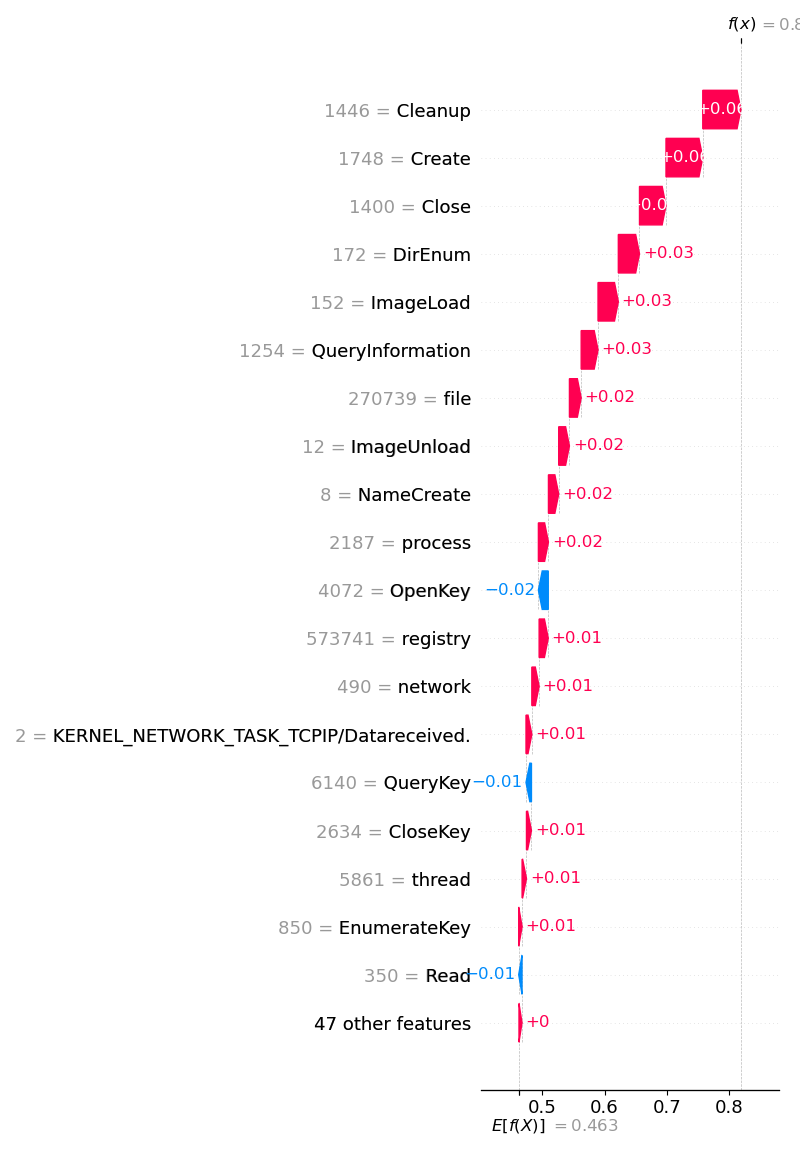 f(x) = 0.8
1446 = Cleanup +0.06
1748 = Create +0.06
1400 = Close
172 = DirEnum +0.03
152 = ImageLoad +0.03
1254 = QueryInformation +0.03
270739 = file +0.02
12 = ImageUnload +0.02
8 = NameCreate +0.02
2187 = process +0.02
4072 = OpenKey −0.02
573741 = registry +0.01
490 = network +0.01
2 = KERNEL_NETWORK_TASK_TCPIP/Datareceived. +0.01
6140 = QueryKey −0.01
2634 = CloseKey +0.01
5861 = thread +0.01
850 = EnumerateKey +0.01
350 = Read −0.01
47 other features +0
0.5 0.6 0.7 0.8
E[f(X)] = 0.463